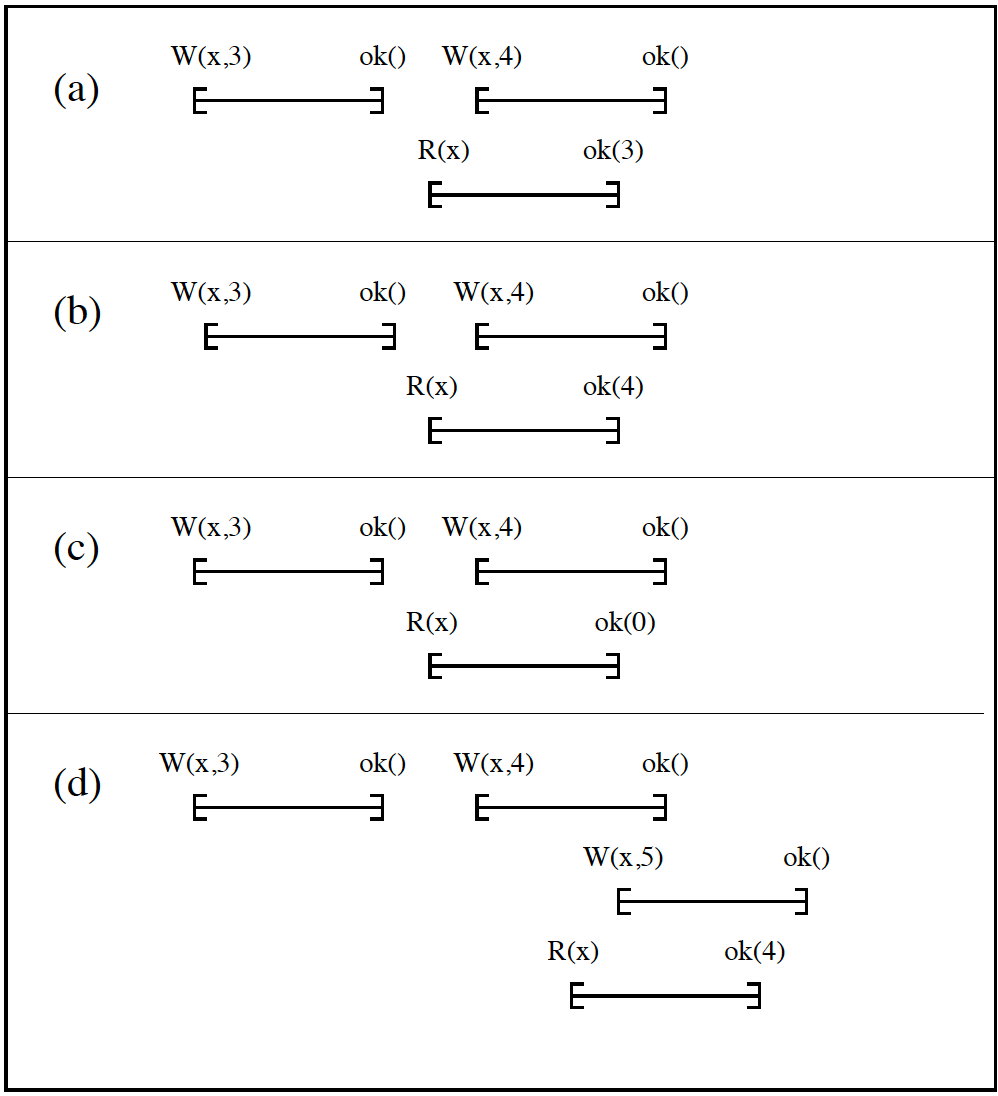 W(x,3) ok() W(x,4) ok()
(a)
R(x) ok(3)
W(x,3) ok() W(x,4) ok()
(b)
R(x) ok(4)
W(x,3) ok() W(x,4) ok()
(c)
R(x) ok(0)
W(x,3) ok() W(x,4) ok()
(d)
W(x,5) ok()
R(x) ok(4)